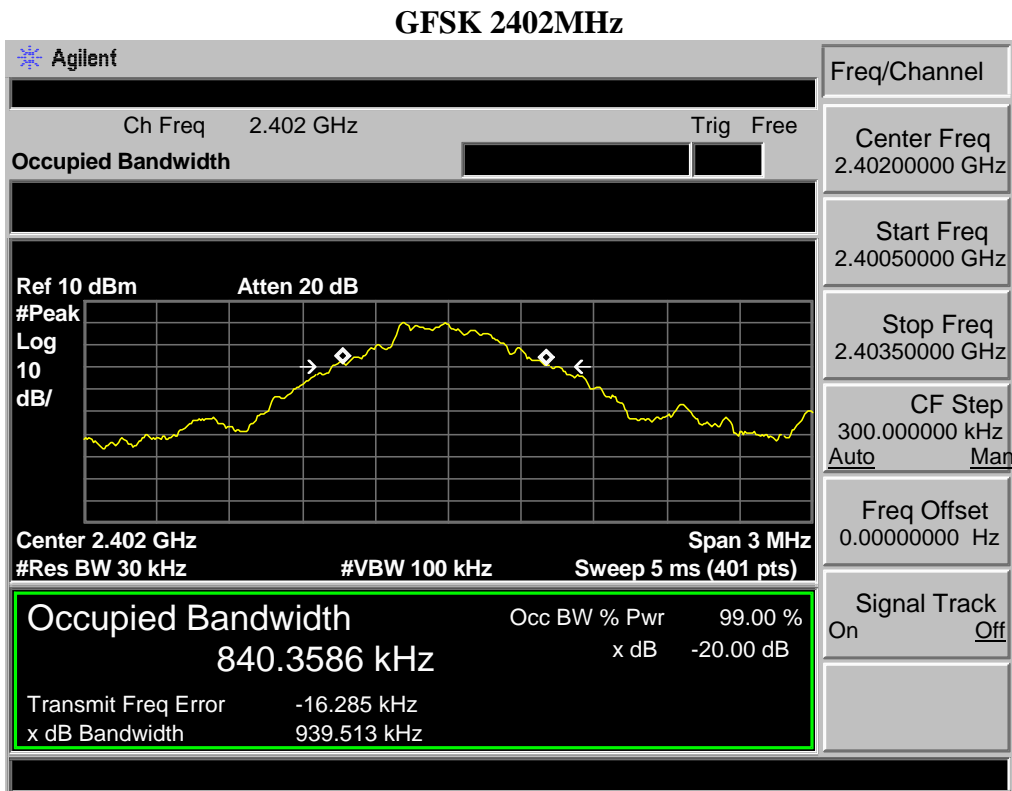 GFSK 2402MHz
Agilent
Freq/Channel
Ch Freq 2.402 GHz Trig Free
Occupied Bandwidth
Center Freq
2.40200000 GHz
Start Freq
2.40050000 GHz
Stop Freq
2.40350000 GHz
CF Step
300.000000 kHz
Auto Man
Freq Offset
0.00000000 Hz
Signal Track
On Off
Ref 10 dBm Atten 20 dB
#Peak
Log
10
dB/
Center 2.402 GHz Span 3 MHz
#Res BW 30 kHz #VBW 100 kHz Sweep 5 ms (401 pts)
Occupied Bandwidth Occ BW % Pwr 99.00 %
840.3586 kHz x dB -20.00 dB
Transmit Freq Error -16.285 kHz
x dB Bandwidth 939.513 kHz